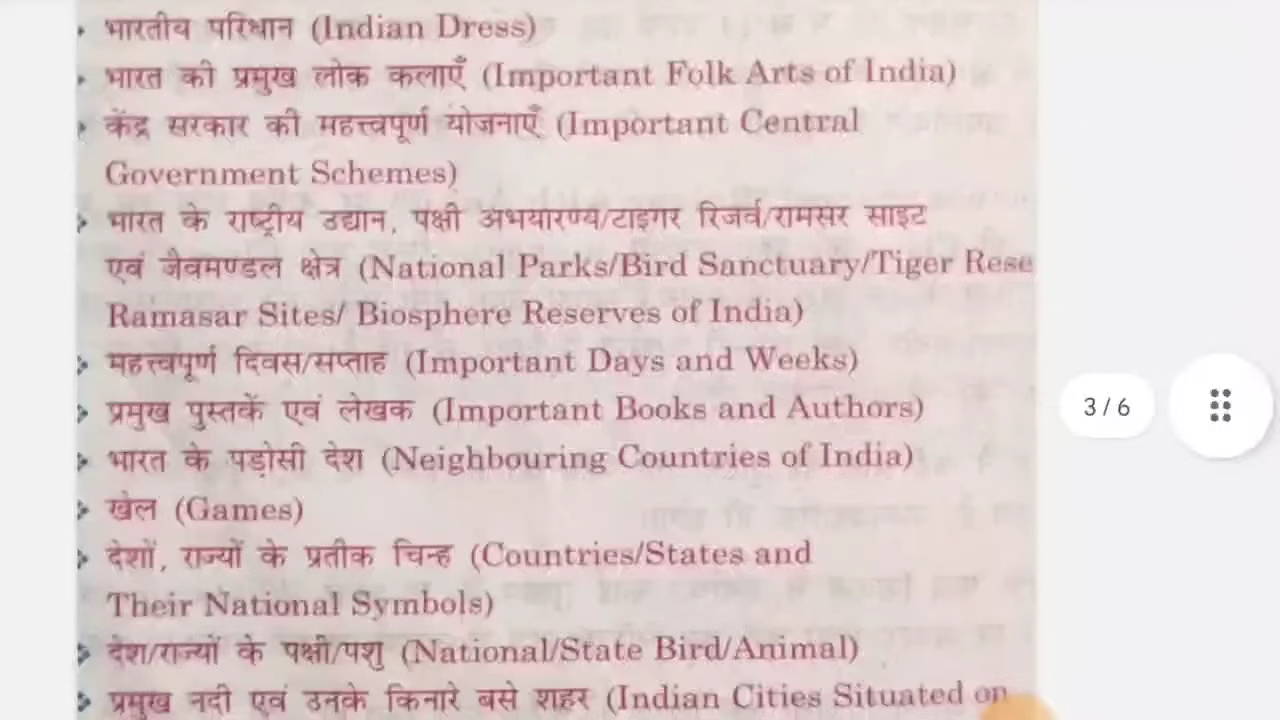 भारतीय परिधान (Indian Dress)
भारत की प्रमुख लोक कलाएँ (Important Folk Arts of India)
केंद्र सरकार की महत्त्वपूर्ण योजनाएँ (Important Central
Government Schemes)
भारत के राष्ट्रीय उद्यान, पक्षी अभयारण्य/टाइगर रिजर्व/रामसर साइट
एवं जैवमण्डल क्षेत्र (National Parks/Bird Sanctuary/Tiger Rese
Ramasar Sites/ Biosphere Reserves of India)
महत्त्वपूर्ण दिवस/सप्ताह (Important Days and Weeks)
3 / 6
प्रमुख पुस्तकें एवं लेखक (Important Books and Authors)
भारत के पड़ोसी देश (Neighbouring Countries of India)
खेल (Games)
देशों, राज्यों के प्रतीक चिन्ह (Countries/States and
Their National Symbols)
देश/राज्यों के पक्षी/पशु (National/State Bird/Animal)
प्रमुख नदी एवं उनके किनारे बसे शहर (Indian Cities Situated on